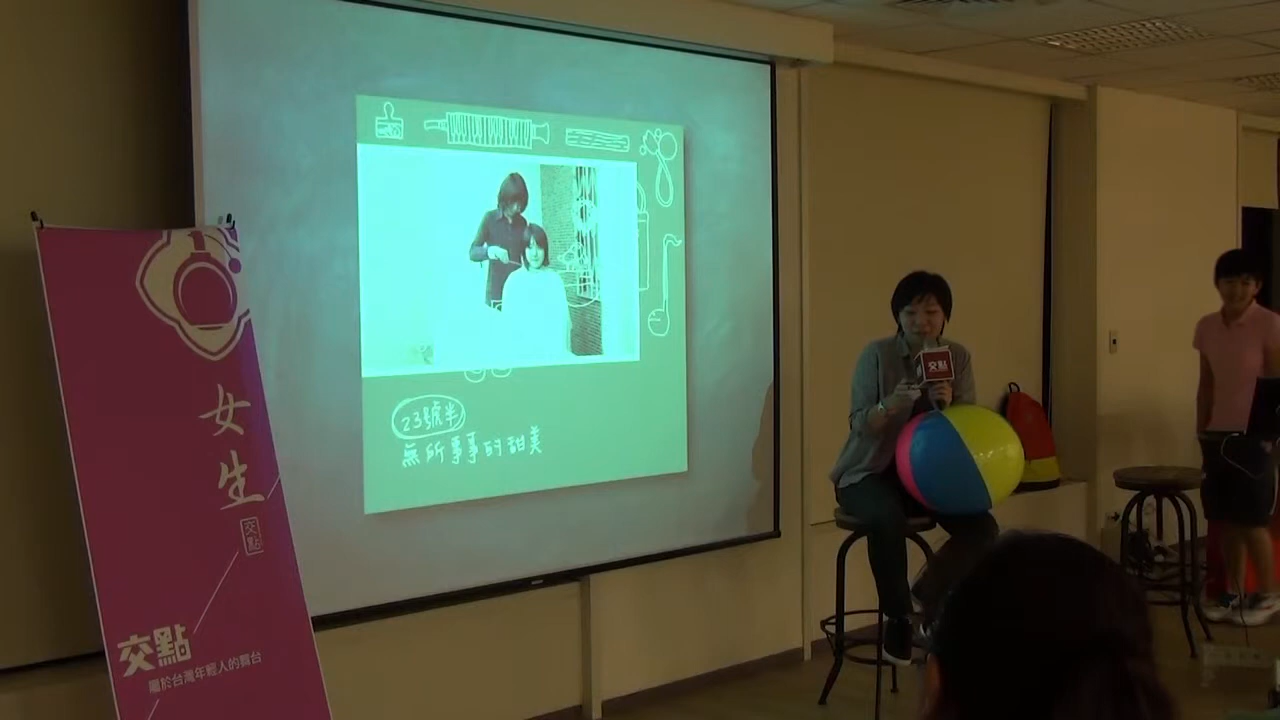 女生
交點
交點
屬於台灣年輕人的舞台
23號半
無所事事的甜美
交點